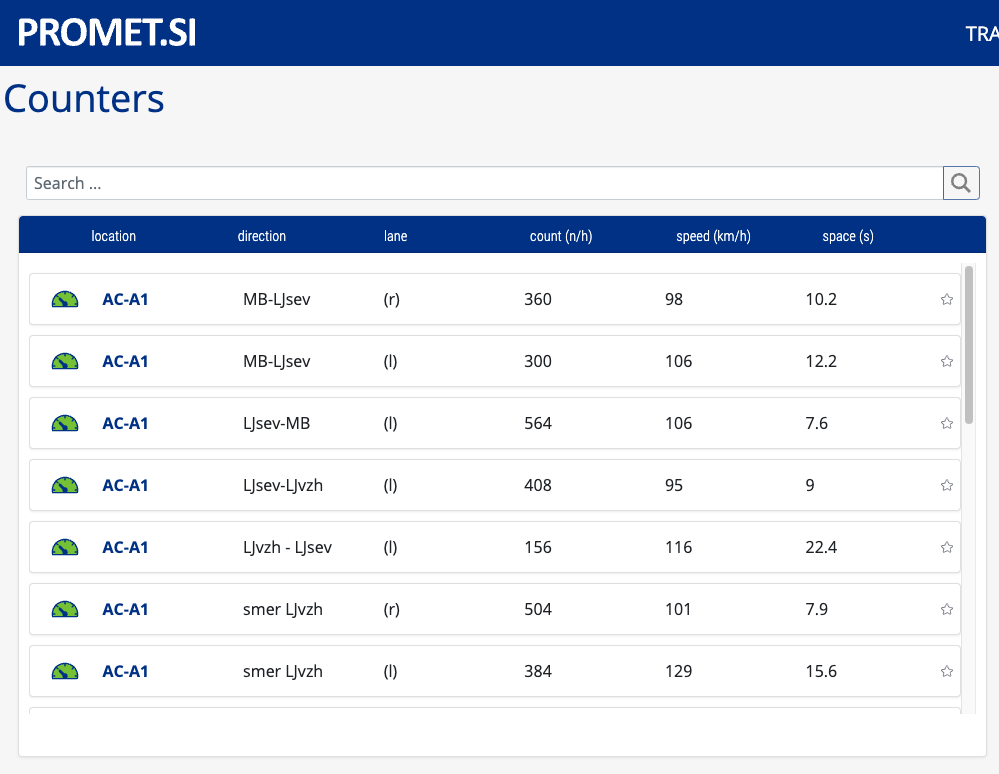 PROMET.SI TRA
Counters
Search ...
location direction lane count (n/h) speed (km/h) space (s)
AC-A1 MB-LJsev (r) 360 98 10.2
AC-A1 MB-LJsev (l) 300 106 12.2
AC-A1 LJsev-MB (l) 564 106 7.6
AC-A1 LJsev-LJvzh (l) 408 95 9
AC-A1 LJvzh - LJsev (l) 156 116 22.4
AC-A1 smer LJvzh (r) 504 101 7.9
AC-A1 smer LJvzh (l) 384 129 15.6